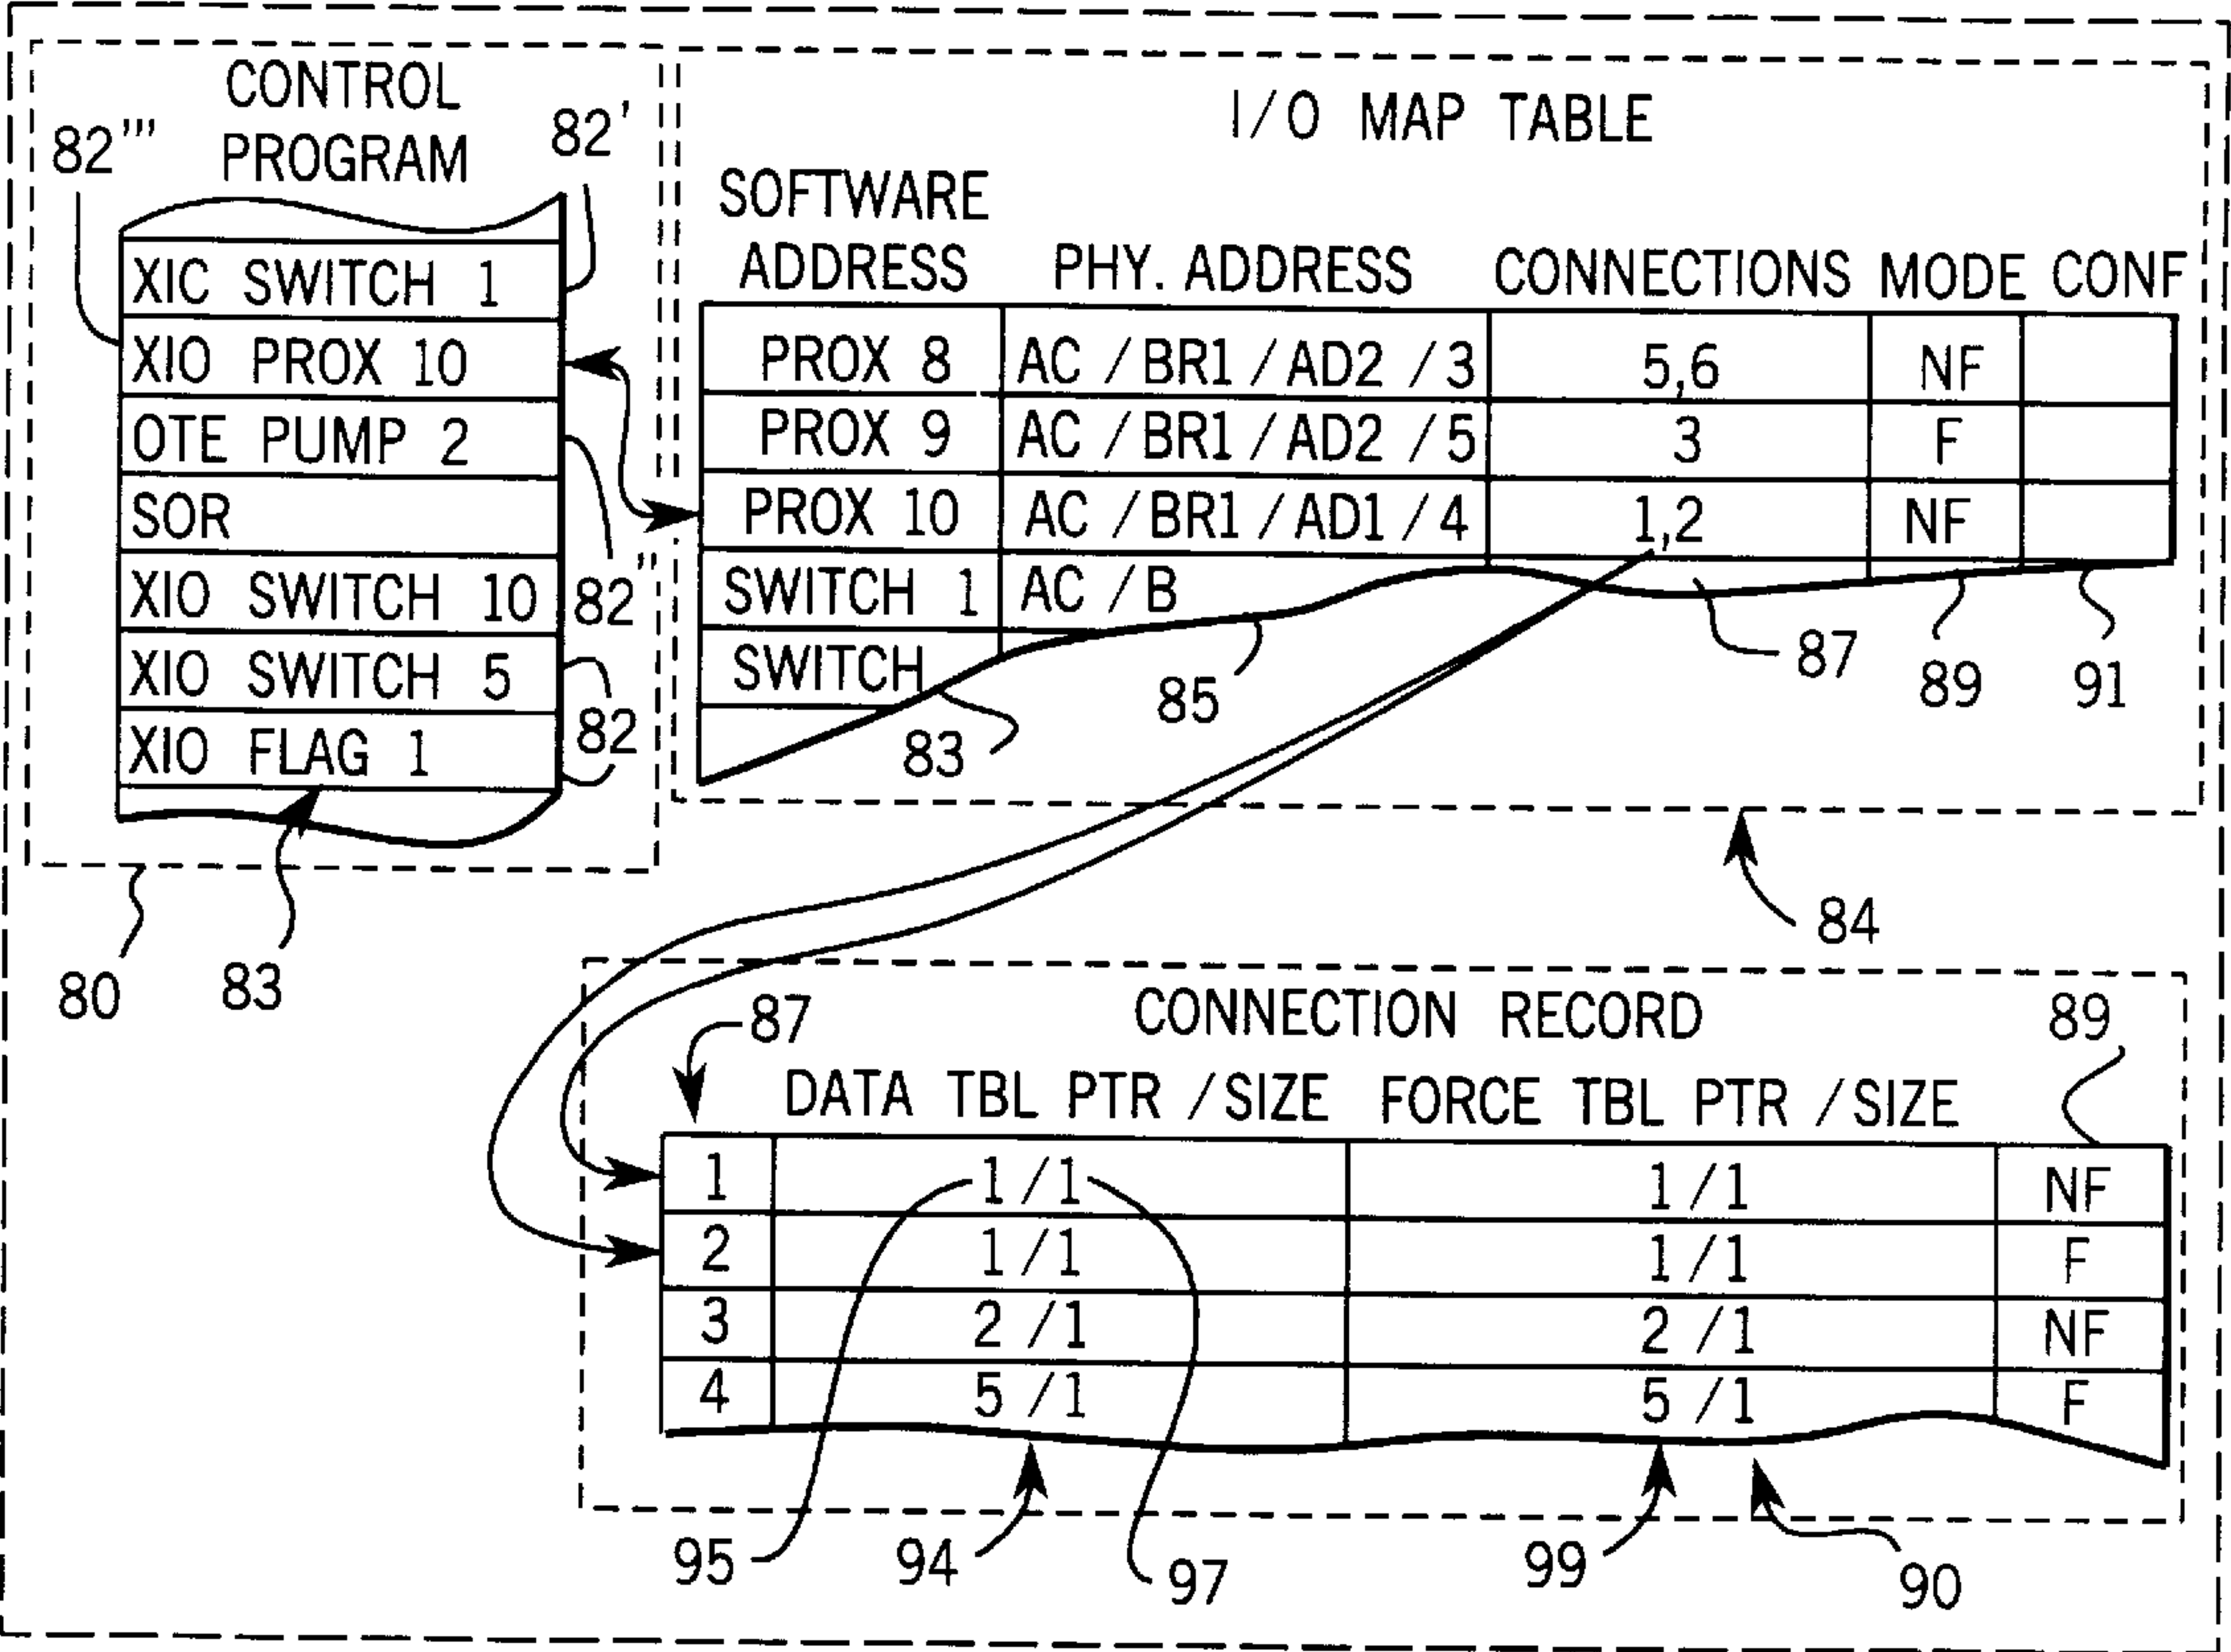 CONTROL
PROGRAM
82'''
82'
XIC SWITCH 1
XIO PROX 10
OTE PUMP 2
SOR
XIO SWITCH 10
XIO SWITCH 5
XIO FLAG 1
82"
82
80
83
I/O MAP TABLE
SOFTWARE
ADDRESS PHY. ADDRESS CONNECTIONS MODE CONF
PROX 8 AC / BR1 / AD2 / 3 5,6 NF
PROX 9 AC / BR1 / AD2 / 5 3 F
PROX 10 AC / BR1 / AD1 / 4 1,2 NF
SWITCH 1 AC / B
SWITCH
83
85
87
89
91
84
CONNECTION RECORD
87
89
DATA TBL PTR / SIZE FORCE TBL PTR / SIZE
1 1 / 1 1 / 1 NF
2 1 / 1 1 / 1 F
3 2 / 1 2 / 1 NF
4 5 / 1 5 / 1 F
95
94
97
99
90